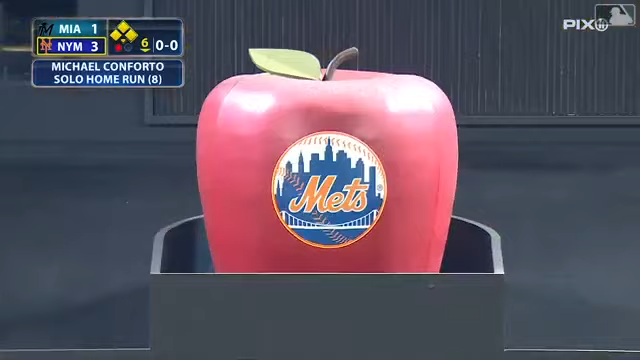 MIA 1
NYM 3
6
0-0
MICHAEL CONFORTO
SOLO HOME RUN (8)
PIX11
Mets
®